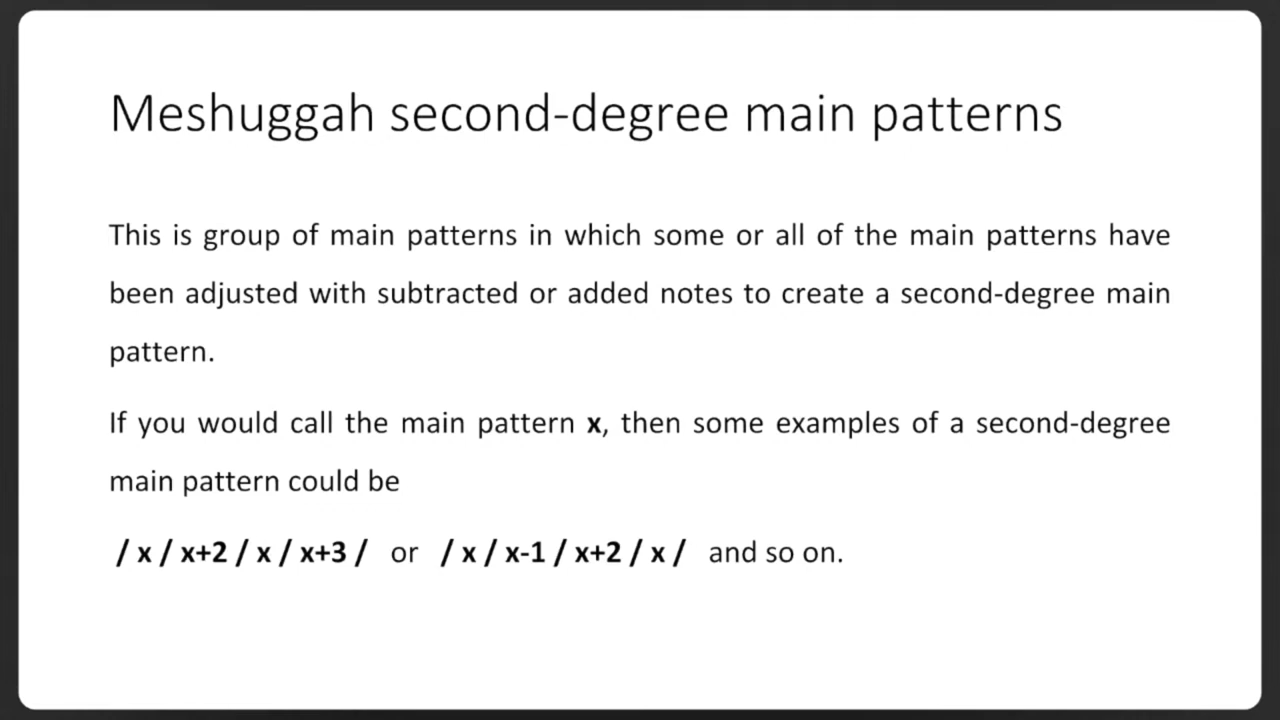 Meshuggah second-degree main patterns
This is group of main patterns in which some or all of the main patterns have
been adjusted with subtracted or added notes to create a second-degree main
pattern.
If you would call the main pattern x, then some examples of a second-degree
main pattern could be
/ x / x+2 / x / x+3 / or / x / x-1 / x+2 / x / and so on.